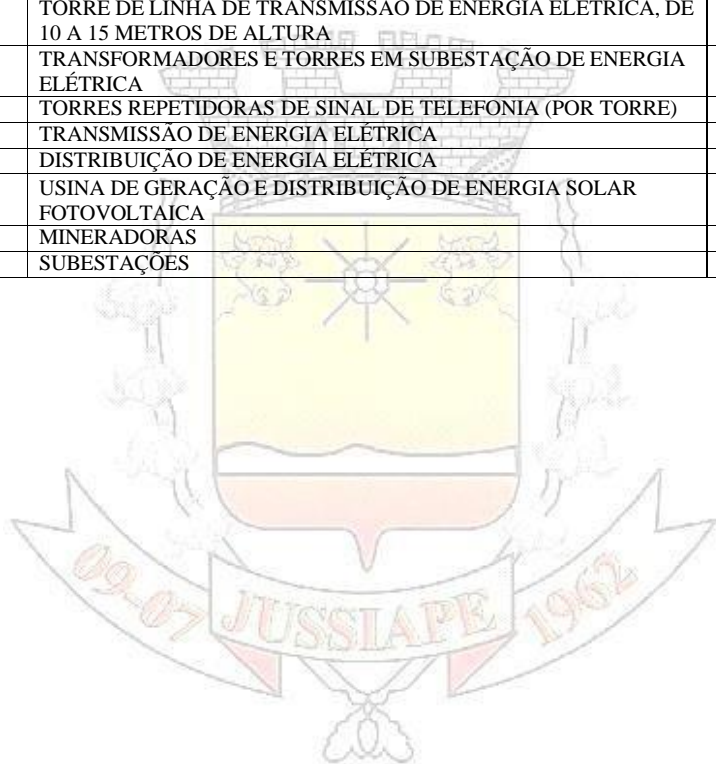 TORRE DE LINHA DE TRANSMISSÃO DE ENERGIA ELÉTRICA, DE
10 A 15 METROS DE ALTURA
TRANSFORMADORES E TORRES EM SUBESTAÇÃO DE ENERGIA
ELÉTRICA
TORRES REPETIDORAS DE SINAL DE TELEFONIA (POR TORRE)
TRANSMISSÃO DE ENERGIA ELÉTRICA
DISTRIBUIÇÃO DE ENERGIA ELÉTRICA
USINA DE GERAÇÃO E DISTRIBUIÇÃO DE ENERGIA SOLAR
FOTOVOLTAICA
MINERADORAS
SUBESTAÇÕES
09-07 JUSSIAPE 1962